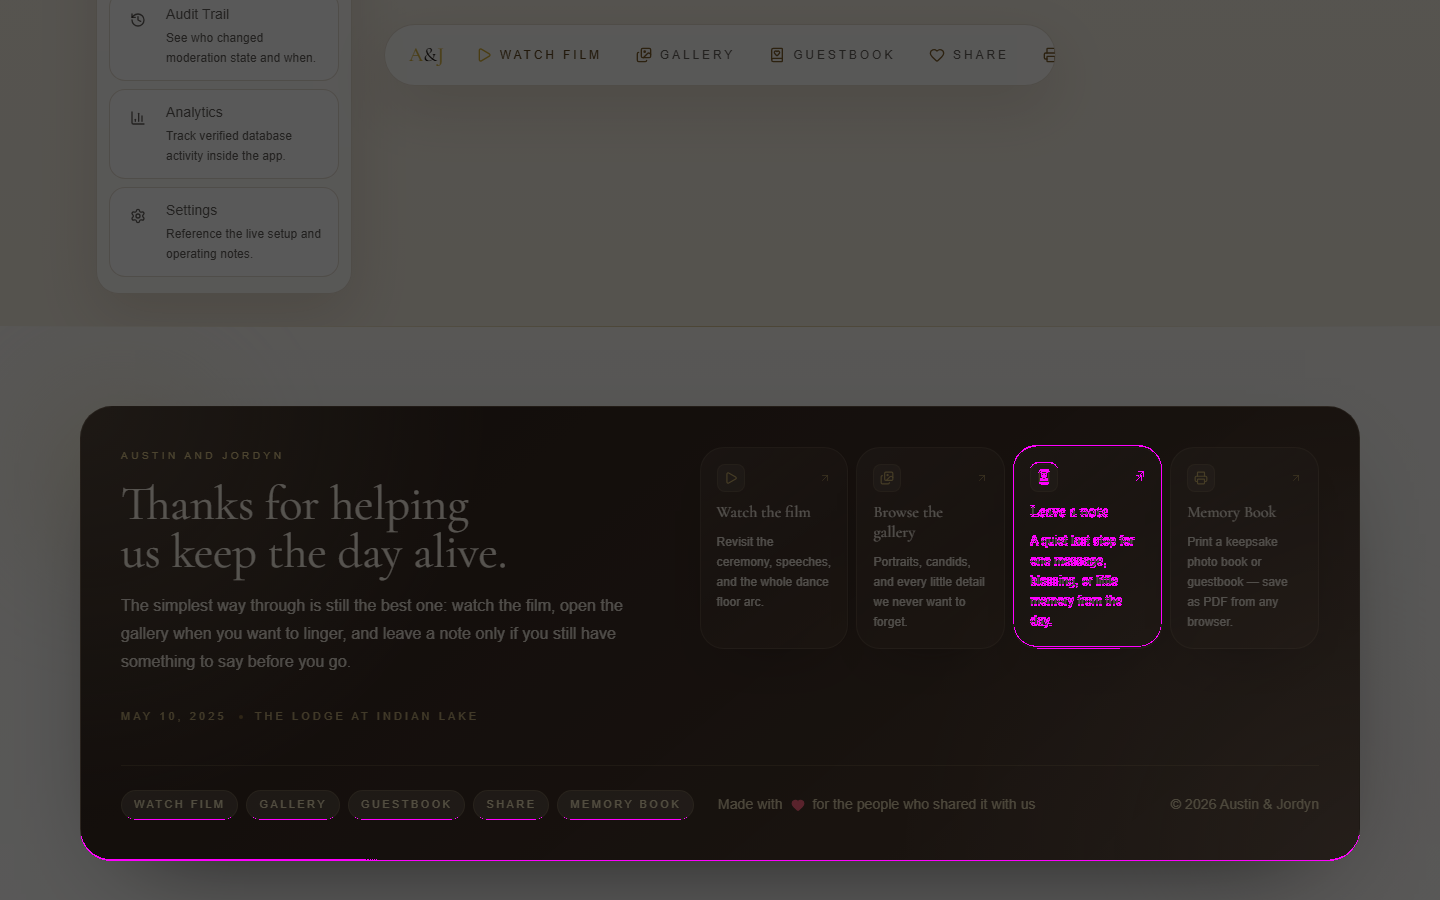 Audit Trail
See who changed
moderation state and when.
A&J
WATCH FILM
GALLERY
GUESTBOOK
SHARE
Analytics
Track verified database
activity inside the app.
Settings
Reference the live setup and
operating notes.
AUSTIN AND JORDYN
Thanks for helping
us keep the day alive.
The simplest way through is still the best one: watch the film, open the
gallery when you want to linger, and leave a note only if you still have
something to say before you go.
MAY 10, 2025 • THE LODGE AT INDIAN LAKE
Watch the film
Revisit the
ceremony, speeches,
and the whole dance
floor arc.
Browse the
gallery
Portraits, candids,
and every little detail
we never want to
forget.
Leave a note
A quiet last stop for
one message,
blessing, or little
memory from the
day.
Memory Book
Print a keepsake
photo book or
guestbook — save
as PDF from any
browser.
WATCH FILM
GALLERY
GUESTBOOK
SHARE
MEMORY BOOK
Made with ♥ for the people who shared it with us
© 2026 Austin & Jordyn